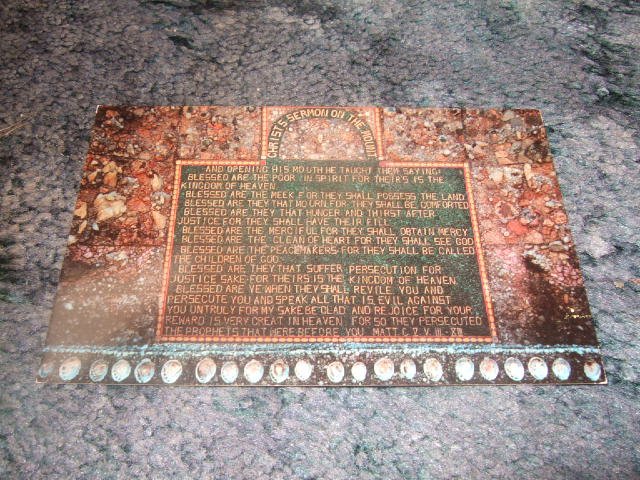 CHRISTS SERMON ON THE MOUNT
AND OPENING HIS MOUTH HE TAUGHT THEM SAYING:
BLESSED ARE THE POOR IN SPIRIT FOR THEIRS IS THE
KINGDOM OF HEAVEN.
BLESSED ARE THE MEEK FOR THEY SHALL POSSESS THE LAND
BLESSED ARE THEY THAT MOURN FOR THEY SHALL BE COMFORTED
BLESSED ARE THEY THAT HUNGER AND THIRST AFTER
JUSTICE FOR THEY SHALL HAVE THEIR FILL.
BLESSED ARE THE MERCIFUL FOR THEY SHALL OBTAIN MERCY
BLESSED ARE THE CLEAN OF HEART FOR THEY SHALL SEE GOD
BLESSED ARE THE PEACEMAKERS FOR THEY SHALL BE CALLED
THE CHILDREN OF GOD
BLESSED ARE THEY THAT SUFFER PERSECUTION FOR
JUSTICE SAKE FOR THEIRS IS THE KINGDOM OF HEAVEN
BLESSED ARE YE WHEN THEY SHALL REVILE YOU AND
PERSECUTE YOU AND SPEAK ALL THAT IS EVIL AGAINST
YOU UNTRULY FOR MY SAKE BE GLAD AND REJOICE FOR YOUR
REWARD IS VERY GREAT IN HEAVEN FOR SO THEY PERSECUTED
THE PROPHETS THAT WERE BEFORE YOU. MATT